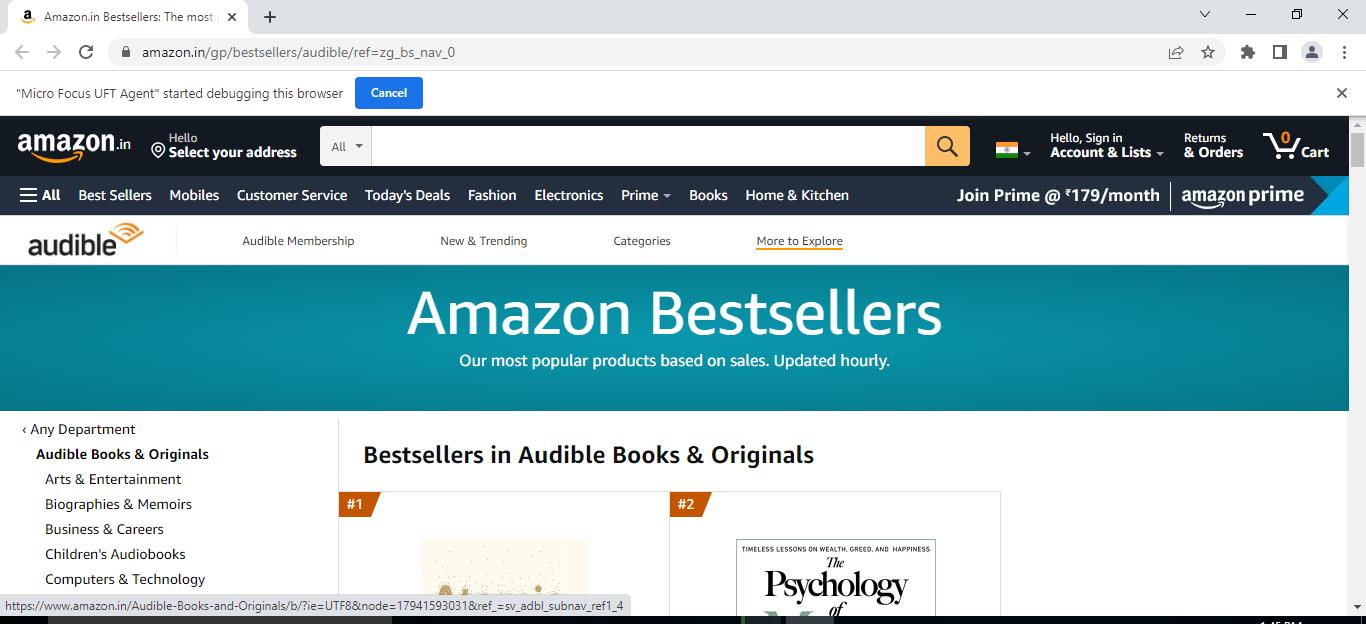 Amazon.in Bestsellers: The most
amazon.in/gp/bestsellers/audible/ref=zg_bs_nav_0
"Micro Focus UFT Agent" started debugging this browser Cancel
amazon.in
Hello
Select your address
All
Hello, Sign in
Account & Lists
Returns
& Orders
0
Cart
All Best Sellers Mobiles Customer Service Today's Deals Fashion Electronics Prime Books Home & Kitchen Join Prime @ ₹179/month amazon prime
audible Audible Membership New & Trending Categories More to Explore
Amazon Bestsellers
Our most popular products based on sales. Updated hourly.
‹ Any Department
Audible Books & Originals
Arts & Entertainment
Biographies & Memoirs
Business & Careers
Children's Audiobooks
Computers & Technology
Bestsellers in Audible Books & Originals
#1
#2
TIMELESS LESSONS ON WEALTH, GREED, AND HAPPINESS
The
Psychology
of
https://www.amazon.in/Audible-Books-and-Originals/b/?ie=UTF8&node=17941593031&ref_=sv_adbl_subnav_ref1_4